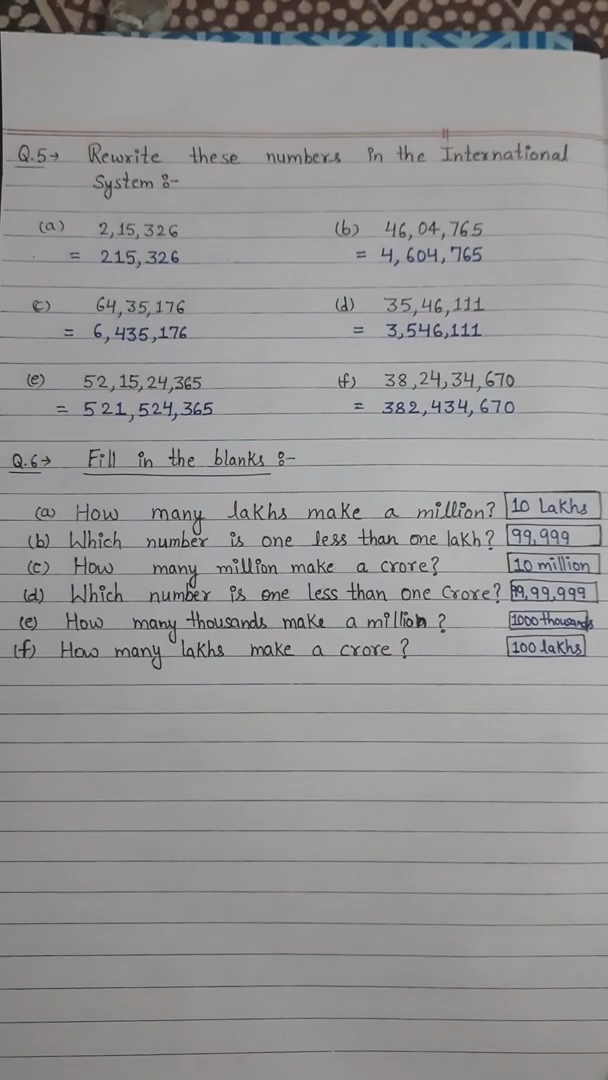 Q.5→ Rewrite these numbers in the International
System :-
(a) 2,15,326 (b) 46,04,765
= 215,326 = 4,604,765
(c) 64,35,176 (d) 35,46,111
= 6,435,176 = 3,546,111
(e) 52,15,24,365 (f) 38,24,34,670
= 521,524,365 = 382,434,670
Q.6→ Fill in the blanks :-
(a) How many lakhs make a million? 10 Lakhs
(b) Which number is one less than one lakh? 99,999
(c) How many million make a crore? 10 million
(d) Which number is one less than one Crore? 99,99,999
(e) How many thousands make a million? 1000 thousands
(f) How many lakhs make a crore? 100 lakhs